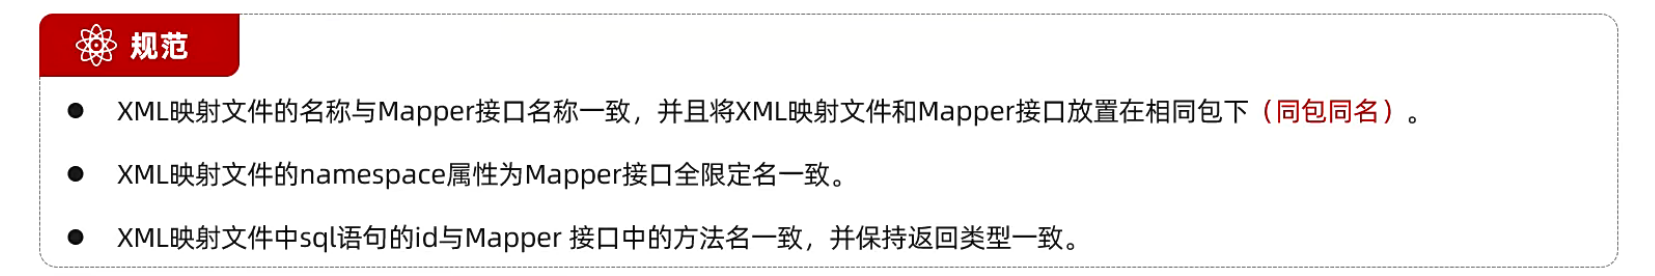 规范
XML映射文件的名称与Mapper接口名称一致，并且将XML映射文件和Mapper接口放置在相同包下（同包同名）。
XML映射文件的namespace属性为Mapper接口全限定名一致。
XML映射文件中sql语句的id与Mapper 接口中的方法名一致，并保持返回类型一致。